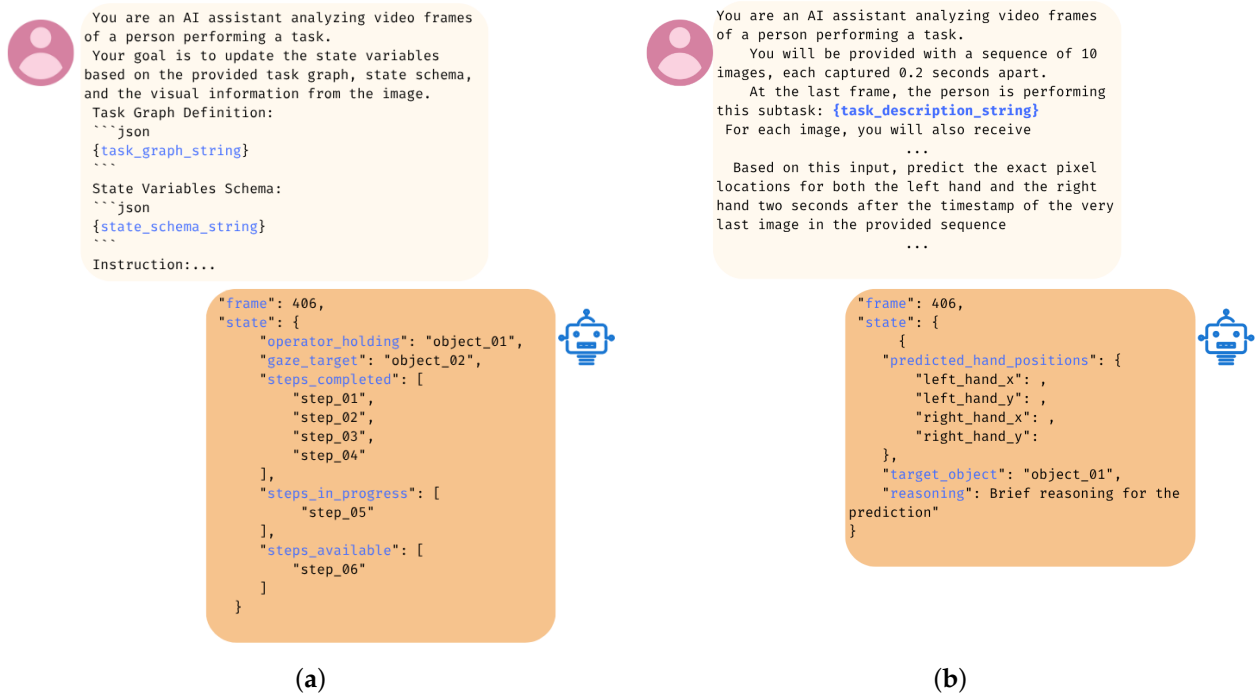 You are an AI assistant analyzing video frames
of a person performing a task.
Your goal is to update the state variables
based on the provided task graph, state schema,
and the visual information from the image.
Task Graph Definition:
```json
{task_graph_string}
```
State Variables Schema:
```json
{state_schema_string}
```
Instruction:...
"frame": 406,
"state": {
"operator_holding": "object_01",
"gaze_target": "object_02",
"steps_completed": [
"step_01",
"step_02",
"step_03",
"step_04"
],
"steps_in_progress": [
"step_05"
],
"steps_available": [
"step_06"
]
}
(a)
You are an AI assistant analyzing video frames
of a person performing a task.
You will be provided with a sequence of 10
images, each captured 0.2 seconds apart.
At the last frame, the person is performing
this subtask: {task_description_string}
For each image, you will also receive
...
Based on this input, predict the exact pixel
locations for both the left hand and the right
hand two seconds after the timestamp of the very
last image in the provided sequence
...
"frame": 406,
"state": {
{
"predicted_hand_positions": {
"left_hand_x": ,
"left_hand_y": ,
"right_hand_x": ,
"right_hand_y":
},
"target_object": "object_01",
"reasoning": Brief reasoning for the
prediction"
}
(b)